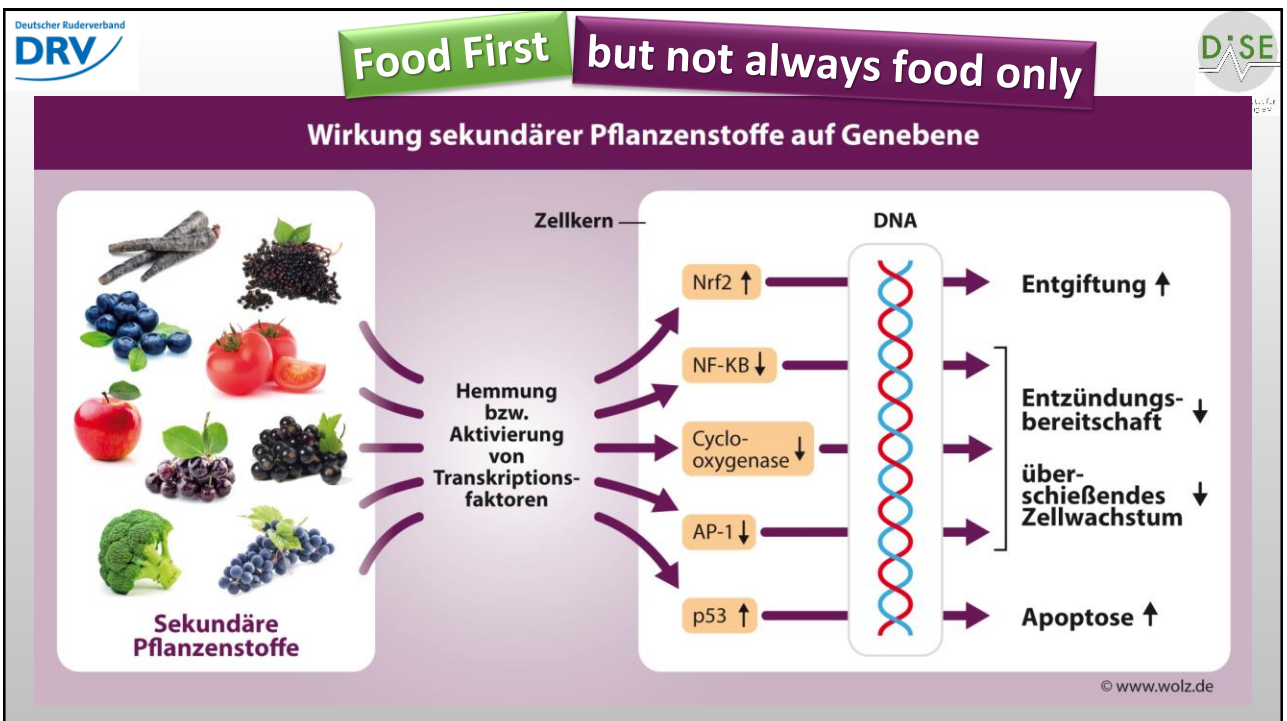 Deutscher Ruderverband
DRV
Food First
but not always food only
DiSE
Wirkung sekundärer Pflanzenstoffe auf Genebene
Sekundäre
Pflanzenstoffe
Hemmung
bzw.
Aktivierung
von
Transkriptions-
faktoren
Zellkern
DNA
Nrf2 ↑
NF-KB ↓
Cyclo-
oxygenase ↓
AP-1 ↓
p53 ↑
Entgiftung ↑
Entzündungs-
bereitschaft ↓
über-
schießendes ↓
Zellwachstum
Apoptose ↑
© www.wolz.de